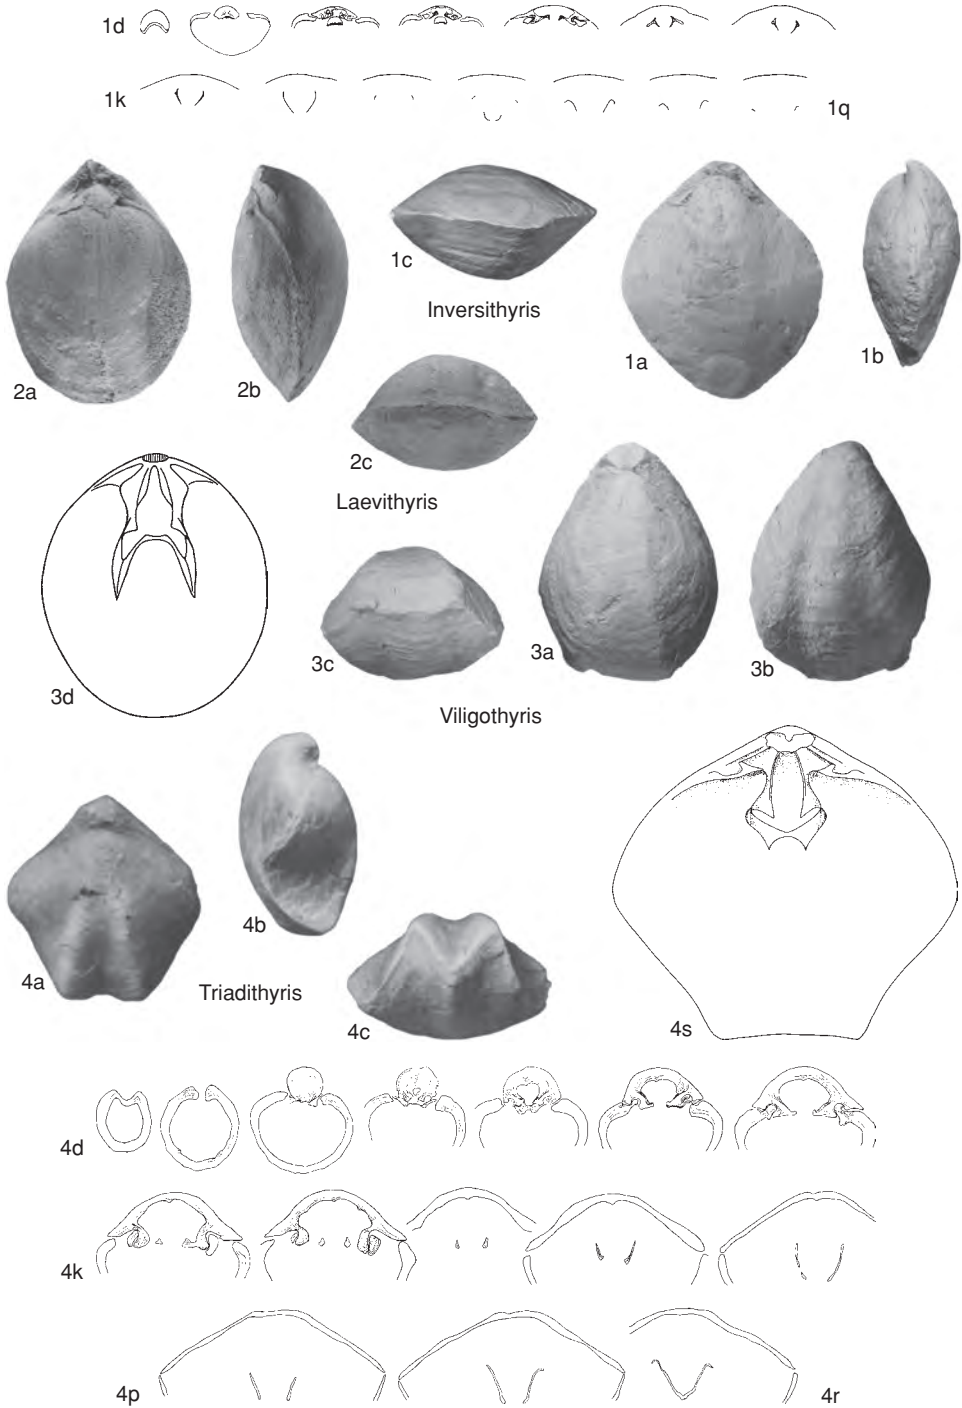 1d
1k
1q
1c
Inversithyris
1a
1b
2a
2b
2c
Laevithyris
3d
3c
3a
3b
Viligothyris
4a
4b
Triadithyris
4c
4s
4d
4k
4p
4r